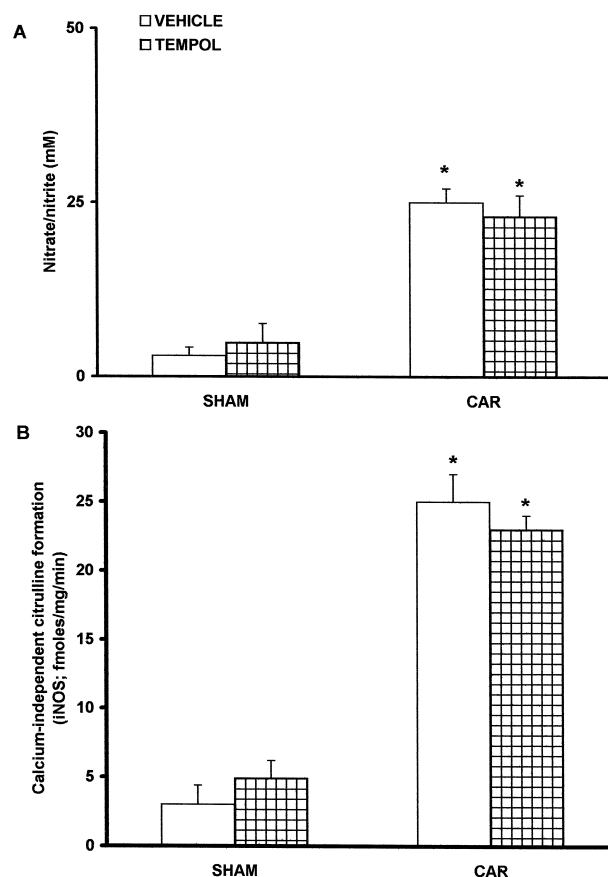 A
VEHICLE
TEMPOL
50
25
0
Nitrate/nitrite (mM)
*
*
SHAM
CAR
B
30
25
20
15
10
5
0
Calcium-independent citrulline formation
(iNOS; fmoles/mg/min)
*
*
SHAM
CAR